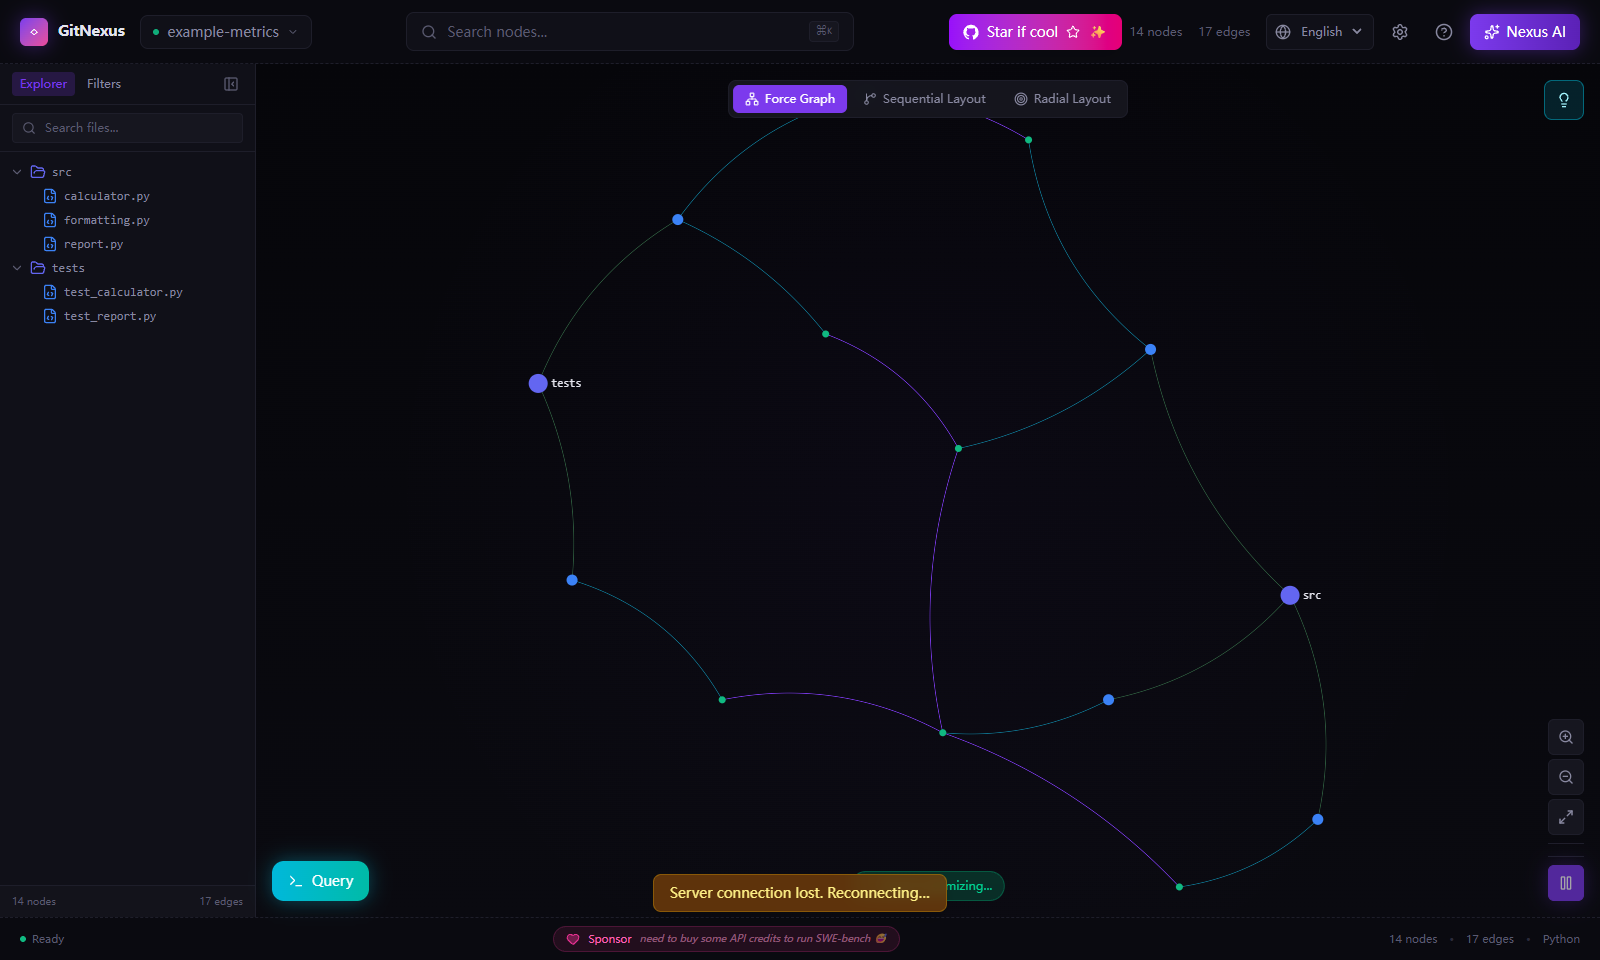 GitNexus
example-metrics
Search nodes...
⌘K
Star if cool
14 nodes
17 edges
English
Nexus AI
Explorer
Filters
Search files...
src
calculator.py
formatting.py
report.py
tests
test_calculator.py
test_report.py
Force Graph
Sequential Layout
Radial Layout
tests
src
Query
Server connection lost. Reconnecting...
mizing...
14 nodes
17 edges
Ready
Sponsor need to buy some API credits to run SWE-bench
14 nodes • 17 edges • Python